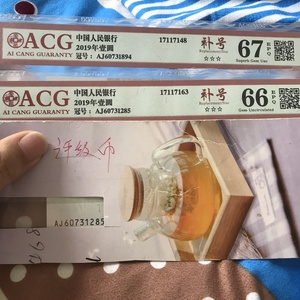 ACG
AI CANG GUARANTY
中国人民银行
2019年壹圆
冠号: AJ60731894
17117148
补号
☆☆☆
67 EPQ
Superb Gem Unc
ACG
AI CANG GUARANTY
中国人民银行
2019年壹圆
冠号: AJ60731285
17117163
补号
☆☆☆
66 EPQ
Gem Uncirculated
评级币
AJ60731285